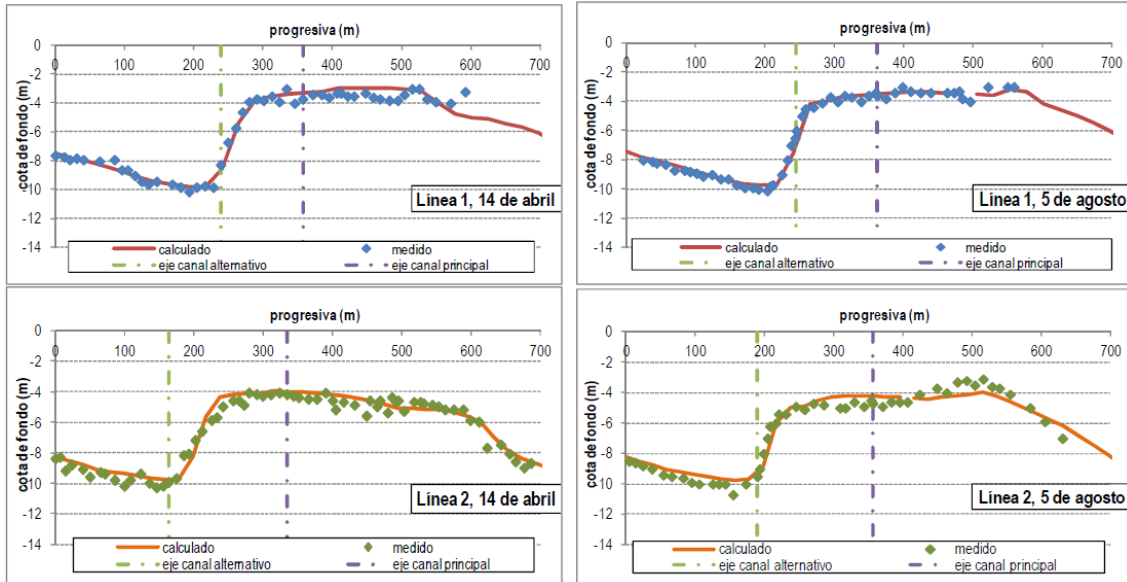 progresiva (m)
0 100 200 300 400 500 600 700
0
-2
-4
-6
-8
-10
-12
-14
cota de fondo (m)
Línea 1, 14 de abril
calculado medido
eje canal alternativo eje canal principal
progresiva (m)
0 100 200 300 400 500 600 700
0
-2
-4
-6
-8
-10
-12
-14
cota de fondo (m)
Línea 1, 5 de agosto
calculado medido
eje canal alternativo eje canal principal
progresiva (m)
0 100 200 300 400 500 600 700
0
-2
-4
-6
-8
-10
-12
-14
cota de fondo (m)
Línea 2, 14 de abril
calculado medido
eje canal alternativo eje canal principal
progresiva (m)
0 100 200 300 400 500 600 700
0
-2
-4
-6
-8
-10
-12
-14
cota de fondo (m)
Línea 2, 5 de agosto
calculado medido
eje canal alternativo eje canal principal